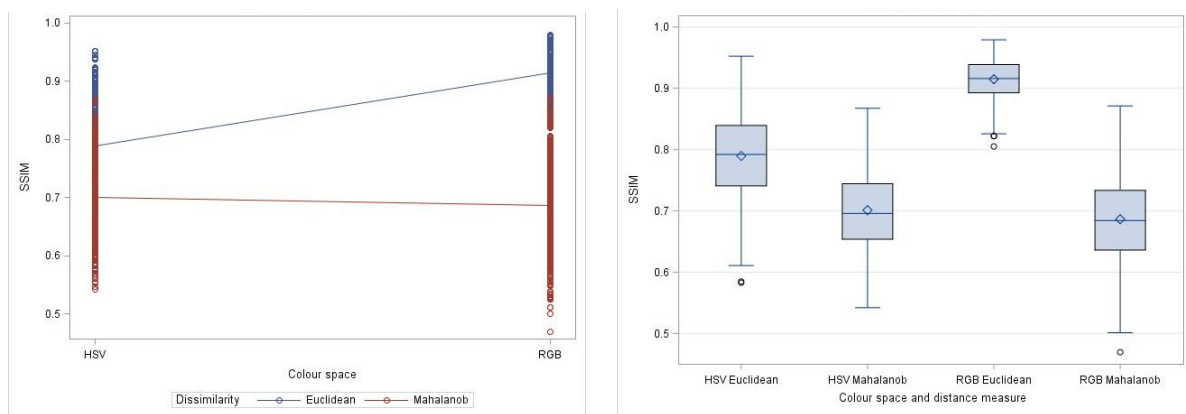 1.0
0.9
0.8
0.7
0.6
0.5
SSIM
HSV
RGB
Colour space
Dissimilarity Euclidean Mahalanob
1.0
0.9
0.8
0.7
0.6
0.5
SSIM
HSV Euclidean
HSV Mahalanob
RGB Euclidean
RGB Mahalanob
Colour space and distance measure